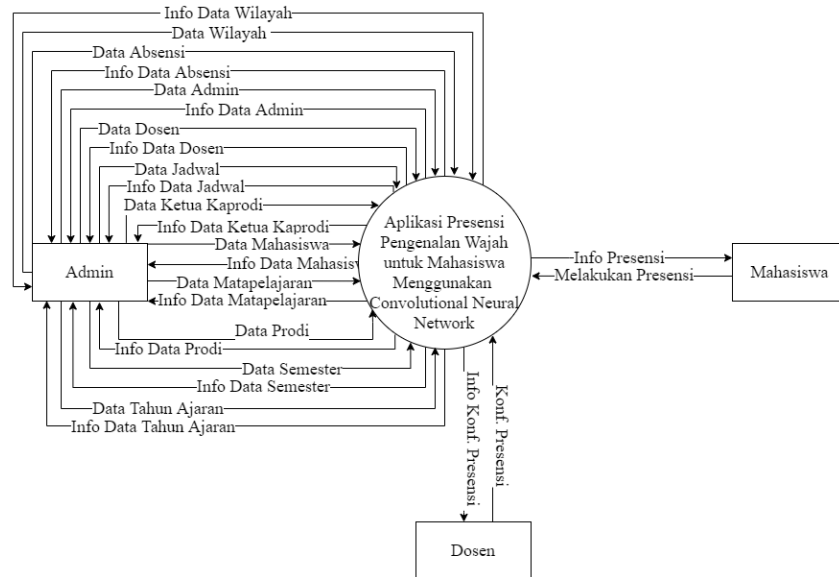 Info Data Wilayah
Data Wilayah
Data Absensi
Info Data Absensi
Data Admin
Info Data Admin
Data Dosen
Info Data Dosen
Data Jadwal
Info Data Jadwal
Data Ketua Kaprodi
Info Data Ketua Kaprodi
Data Mahasiswa
Info Data Mahasis
Data Matapelajaran
Info Data Matapelajaran
Data Prodi
Info Data Prodi
Data Semester
Info Data Semester
Data Tahun Ajaran
Info Data Tahun Ajaran
Admin
Aplikasi Presensi
Pengenalan Wajah
untuk Mahasiswa
Menggunakan
Convolutional Neural
Network
Info Presensi
Melakukan Presensi
Mahasiswa
Info Konf. Presensi
Konf. Presensi
Dosen